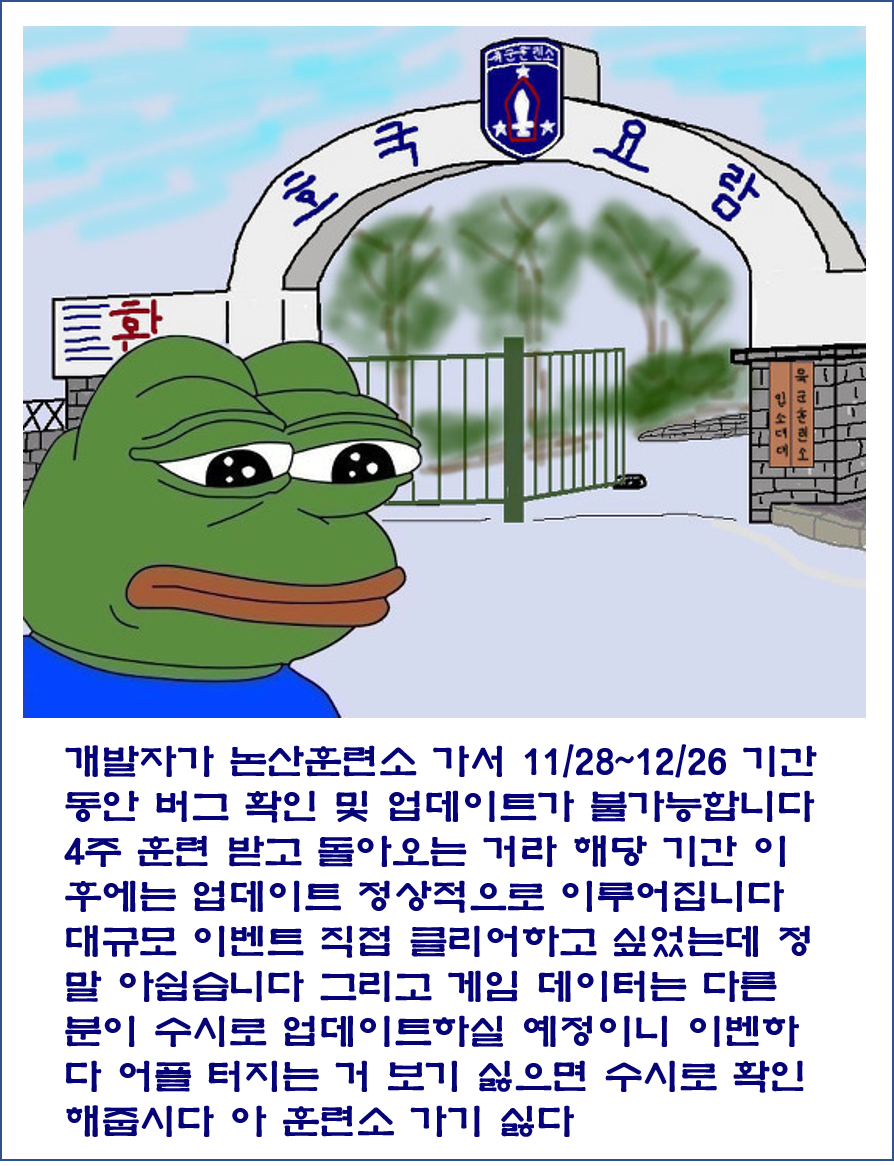 육군훈련소
호국요람
화
육군훈련소
입소대대
개발자가 논산훈련소 가서 11/28~12/26 기간
동안 버그 확인 및 업데이트가 불가능합니다
4주 훈련 받고 돌아오는 거라 해당 기간 이
후에는 업데이트 정상적으로 이루어집니다
대규모 이벤트 직접 클리어하고 싶었는데 정
말 아쉽습니다 그리고 게임 데이터는 다른
분이 수시로 업데이트하실 예정이니 이벤하
다 어플 터지는 거 보기 싫으면 수시로 확인
해줍시다 아 훈련소 가기 싫다